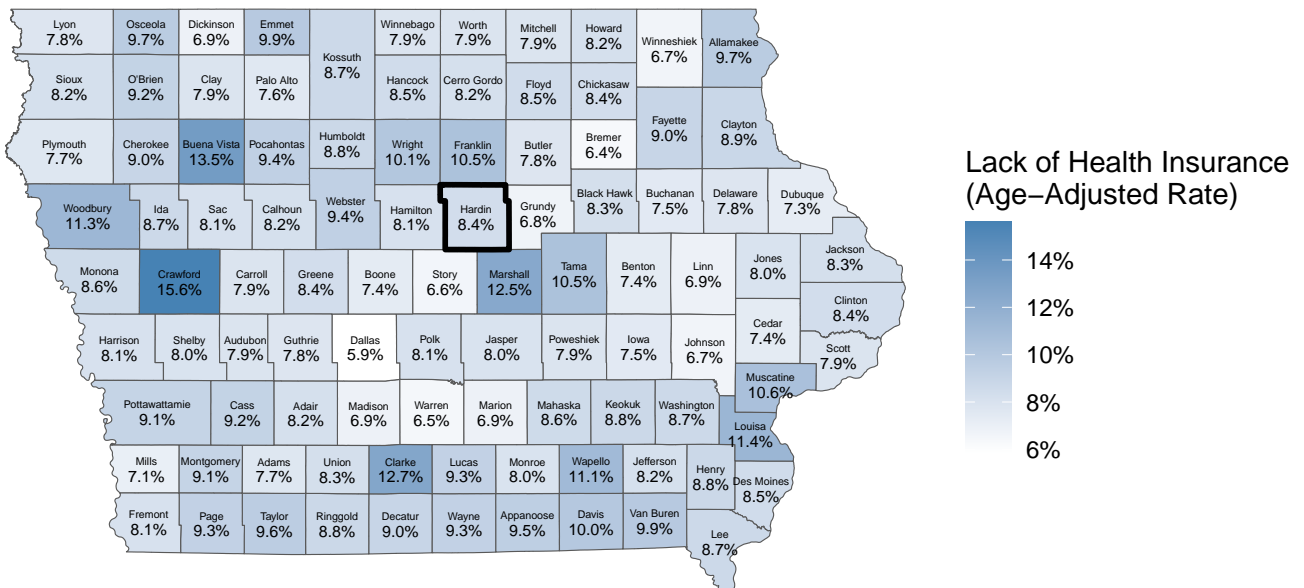 Lyon
7.8%
Osceola
9.7%
Dickinson
6.9%
Emmet
9.9%
Kossuth
8.7%
Winnebago
7.9%
Worth
7.9%
Mitchell
7.9%
Howard
8.2%
Winneshiek
6.7%
Allamakee
9.7%
Sioux
8.2%
O'Brien
9.2%
Clay
7.9%
Palo Alto
7.6%
Hancock
8.5%
Cerro Gordo
8.2%
Floyd
8.5%
Chickasaw
8.4%
Fayette
9.0%
Clayton
8.9%
Plymouth
7.7%
Cherokee
9.0%
Buena Vista
13.5%
Pocahontas
9.4%
Humboldt
8.8%
Wright
10.1%
Franklin
10.5%
Butler
7.8%
Bremer
6.4%
Woodbury
11.3%
Ida
8.7%
Sac
8.1%
Calhoun
8.2%
Webster
9.4%
Hamilton
8.1%
Hardin
8.4%
Grundy
6.8%
Black Hawk
8.3%
Buchanan
7.5%
Delaware
7.8%
Dubuque
7.3%
Monona
8.6%
Crawford
15.6%
Carroll
7.9%
Greene
8.4%
Boone
7.4%
Story
6.6%
Marshall
12.5%
Tama
10.5%
Benton
7.4%
Linn
6.9%
Jones
8.0%
Jackson
8.3%
Clinton
8.4%
Harrison
8.1%
Shelby
8.0%
Audubon
7.9%
Guthrie
7.8%
Dallas
5.9%
Polk
8.1%
Jasper
8.0%
Poweshiek
7.9%
Iowa
7.5%
Johnson
6.7%
Cedar
7.4%
Scott
7.9%
Muscatine
10.6%
Pottawattamie
9.1%
Cass
9.2%
Adair
8.2%
Madison
6.9%
Warren
6.5%
Marion
6.9%
Mahaska
8.6%
Keokuk
8.8%
Washington
8.7%
Louisa
11.4%
Mills
7.1%
Montgomery
9.1%
Adams
7.7%
Union
8.3%
Clarke
12.7%
Lucas
9.3%
Monroe
8.0%
Wapello
11.1%
Jefferson
8.2%
Henry
8.8%
Des Moines
8.5%
Fremont
8.1%
Page
9.3%
Taylor
9.6%
Ringgold
8.8%
Decatur
9.0%
Wayne
9.3%
Appanoose
9.5%
Davis
10.0%
Van Buren
9.9%
Lee
8.7%
Lack of Health Insurance
(Age−Adjusted Rate)
14%
12%
10%
8%
6%